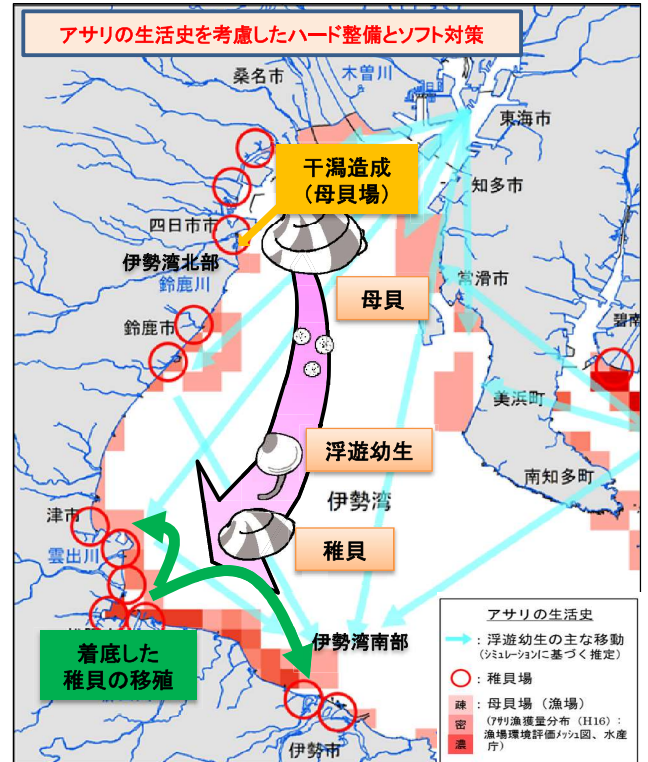 アサリの生活史を考慮したハード整備とソフト対策
桑名市
木曽川
東海市
干潟造成
（母貝場）
知多市
四日市市
伊勢湾北部
鈴鹿川
常滑市
母貝
鈴鹿市
碧南
美浜町
浮遊幼生
南知多町
伊勢湾
津市
雲出川
稚貝
伊勢湾南部
着底した
稚貝の移殖
伊勢市
アサリの生活史
：浮遊幼生の主な移動
（シミュレーションに基づく推定）
：稚貝場
疎
密
濃
：母貝場（漁場）
（アサリ漁獲量分布（H16）：
漁場環境評価メッシュ図、水産
庁）